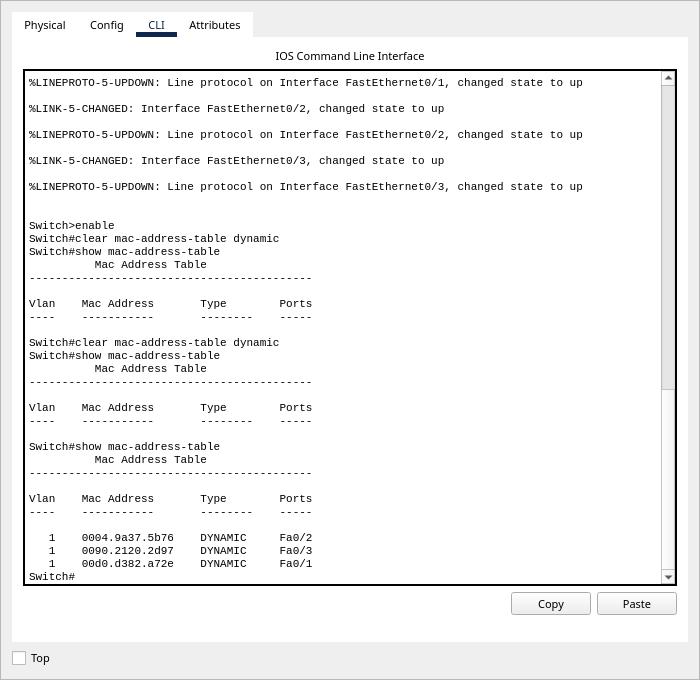 Physical Config CLI Attributes
IOS Command Line Interface
%LINEPROTO-5-UPDOWN: Line protocol on Interface FastEthernet0/1, changed state to up
%LINK-5-CHANGED: Interface FastEthernet0/2, changed state to up
%LINEPROTO-5-UPDOWN: Line protocol on Interface FastEthernet0/2, changed state to up
%LINK-5-CHANGED: Interface FastEthernet0/3, changed state to up
%LINEPROTO-5-UPDOWN: Line protocol on Interface FastEthernet0/3, changed state to up
Switch>enable
Switch#clear mac-address-table dynamic
Switch#show mac-address-table
Mac Address Table
-------------------------------------------
Vlan    Mac Address       Type        Ports
----    -----------       --------    -----
Switch#clear mac-address-table dynamic
Switch#show mac-address-table
Mac Address Table
-------------------------------------------
Vlan    Mac Address       Type        Ports
----    -----------       --------    -----
Switch#show mac-address-table
Mac Address Table
-------------------------------------------
Vlan    Mac Address       Type        Ports
----    -----------       --------    -----
1    0004.9a37.5b76    DYNAMIC     Fa0/2
1    0090.2120.2d97    DYNAMIC     Fa0/3
1    00d0.d382.a72e    DYNAMIC     Fa0/1
Switch#
Copy Paste
Top